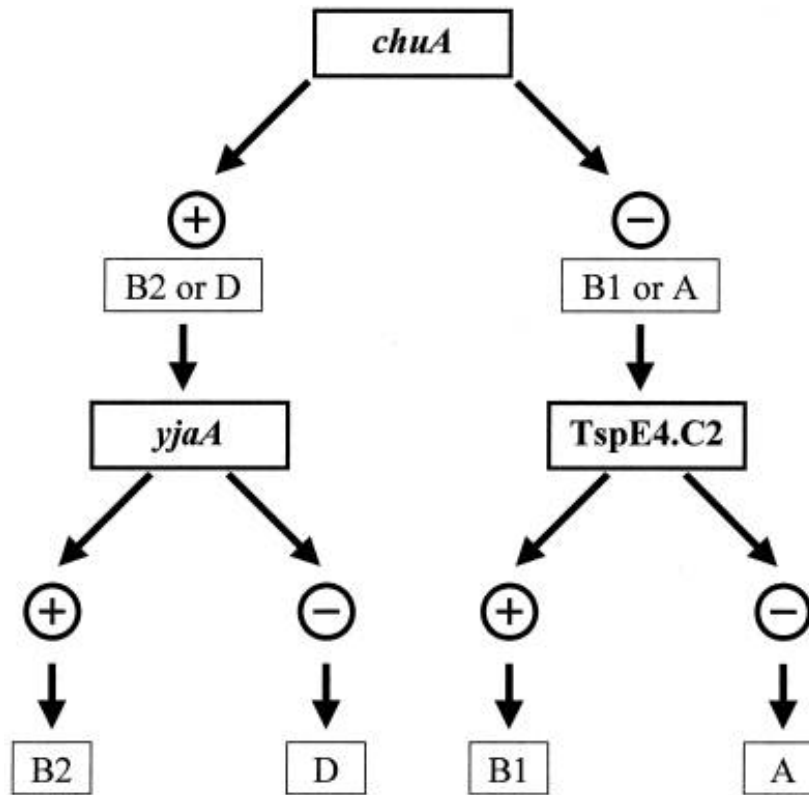 chuA
+
−
B2 or D
B1 or A
yjaA
TspE4.C2
+
−
+
−
B2
D
B1
A